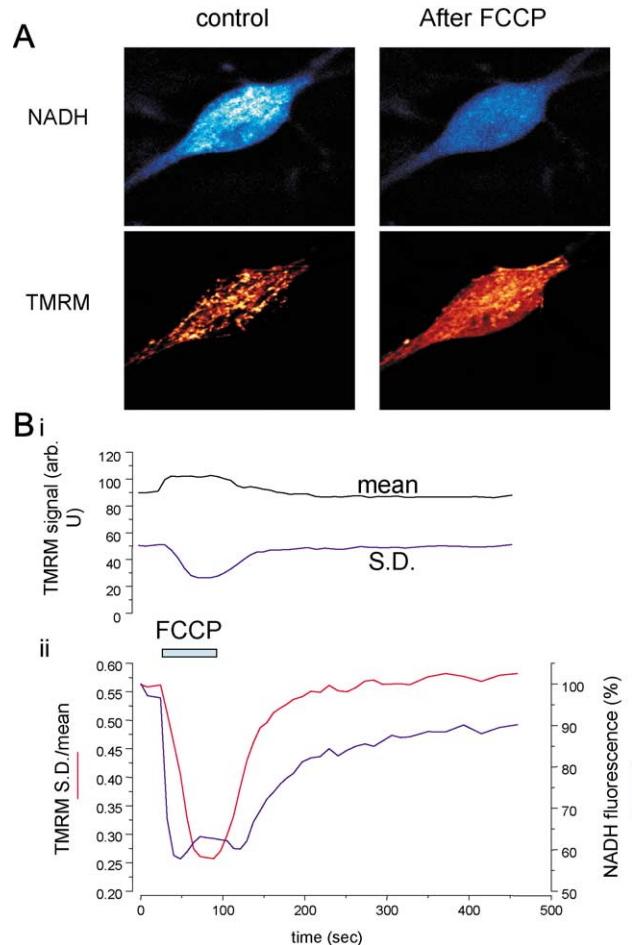 control
After FCCP
A
NADH
TMRM
B i
120
100
80
60
40
20
0
TMRM signal (arb. U)
mean
S.D.
FCCP
ii
0.60
0.55
0.50
0.45
0.40
0.35
0.30
0.25
0.20
TMRM S.D./mean
100
90
80
70
60
50
NADH fluorescence (%)
0
100
200
300
400
500
time (sec)